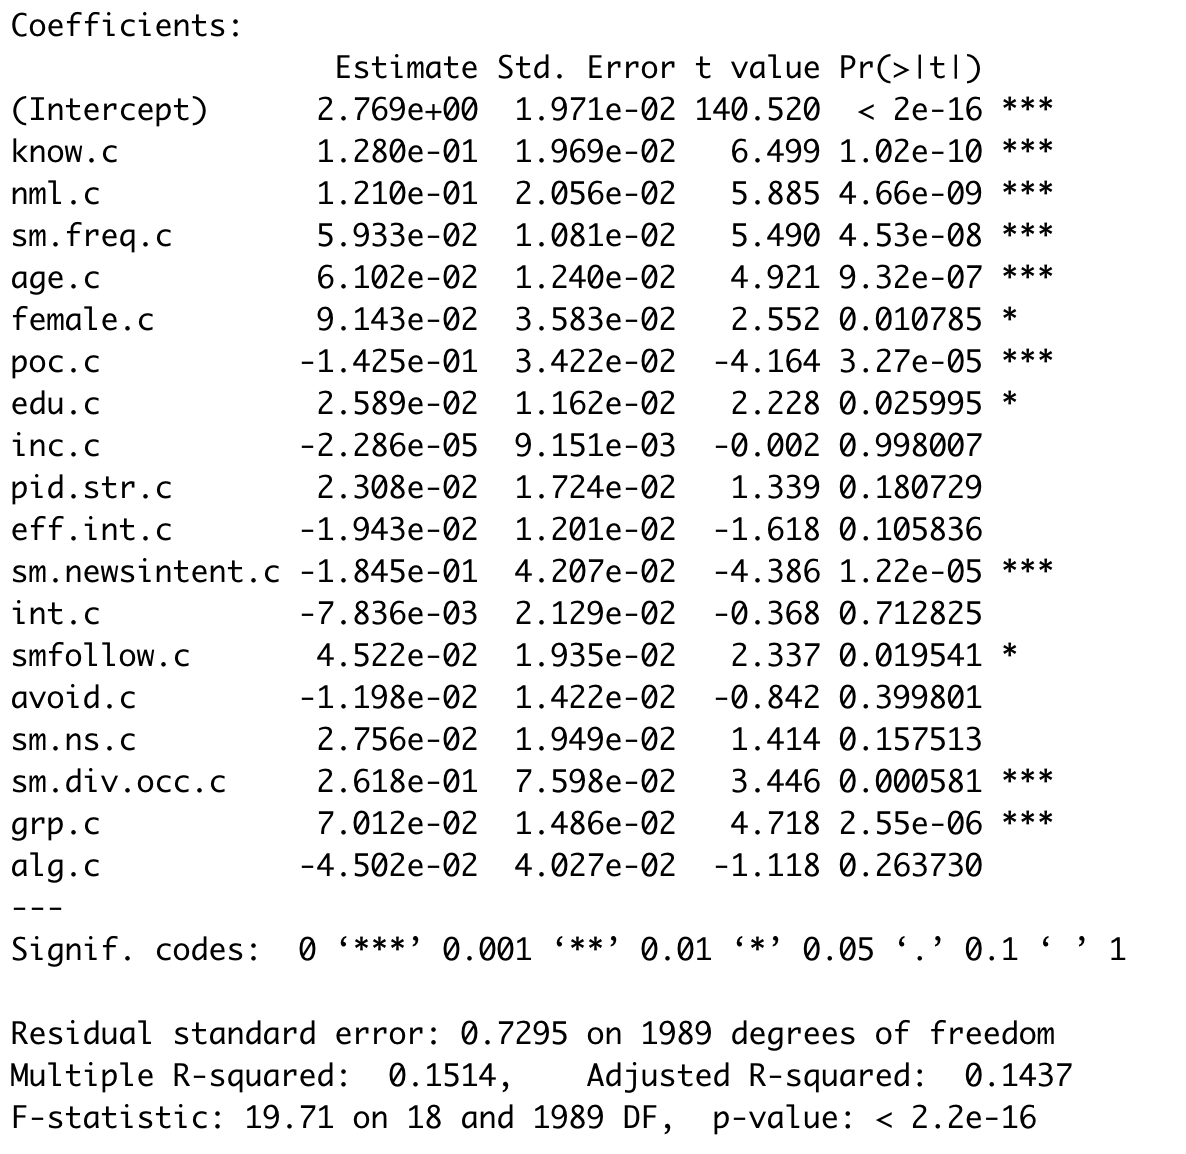 Coefficients:
                  Estimate Std. Error t value Pr(>|t|)
(Intercept)      2.769e+00  1.971e-02 140.520  < 2e-16 ***
know.c           1.280e-01  1.969e-02   6.499 1.02e-10 ***
nml.c            1.210e-01  2.056e-02   5.885 4.66e-09 ***
sm.freq.c        5.933e-02  1.081e-02   5.490 4.53e-08 ***
age.c            6.102e-02  1.240e-02   4.921 9.32e-07 ***
female.c         9.143e-02  3.583e-02   2.552 0.010785 *
poc.c           -1.425e-01  3.422e-02  -4.164 3.27e-05 ***
edu.c            2.589e-02  1.162e-02   2.228 0.025995 *
inc.c           -2.286e-05  9.151e-03  -0.002 0.998007
pid.str.c        2.308e-02  1.724e-02   1.339 0.180729
eff.int.c       -1.943e-02  1.201e-02  -1.618 0.105836
sm.newsintent.c -1.845e-01  4.207e-02  -4.386 1.22e-05 ***
int.c           -7.836e-03  2.129e-02  -0.368 0.712825
smfollow.c       4.522e-02  1.935e-02   2.337 0.019541 *
avoid.c         -1.198e-02  1.422e-02  -0.842 0.399801
sm.ns.c          2.756e-02  1.949e-02   1.414 0.157513
sm.div.occ.c     2.618e-01  7.598e-02   3.446 0.000581 ***
grp.c            7.012e-02  1.486e-02   4.718 2.55e-06 ***
alg.c           -4.502e-02  4.027e-02  -1.118 0.263730
---
Signif. codes:  0 ‘***’ 0.001 ‘**’ 0.01 ‘*’ 0.05 ‘.’ 0.1 ‘ ’ 1

Residual standard error: 0.7295 on 1989 degrees of freedom
Multiple R-squared:  0.1514,    Adjusted R-squared:  0.1437
F-statistic: 19.71 on 18 and 1989 DF,  p-value: < 2.2e-16